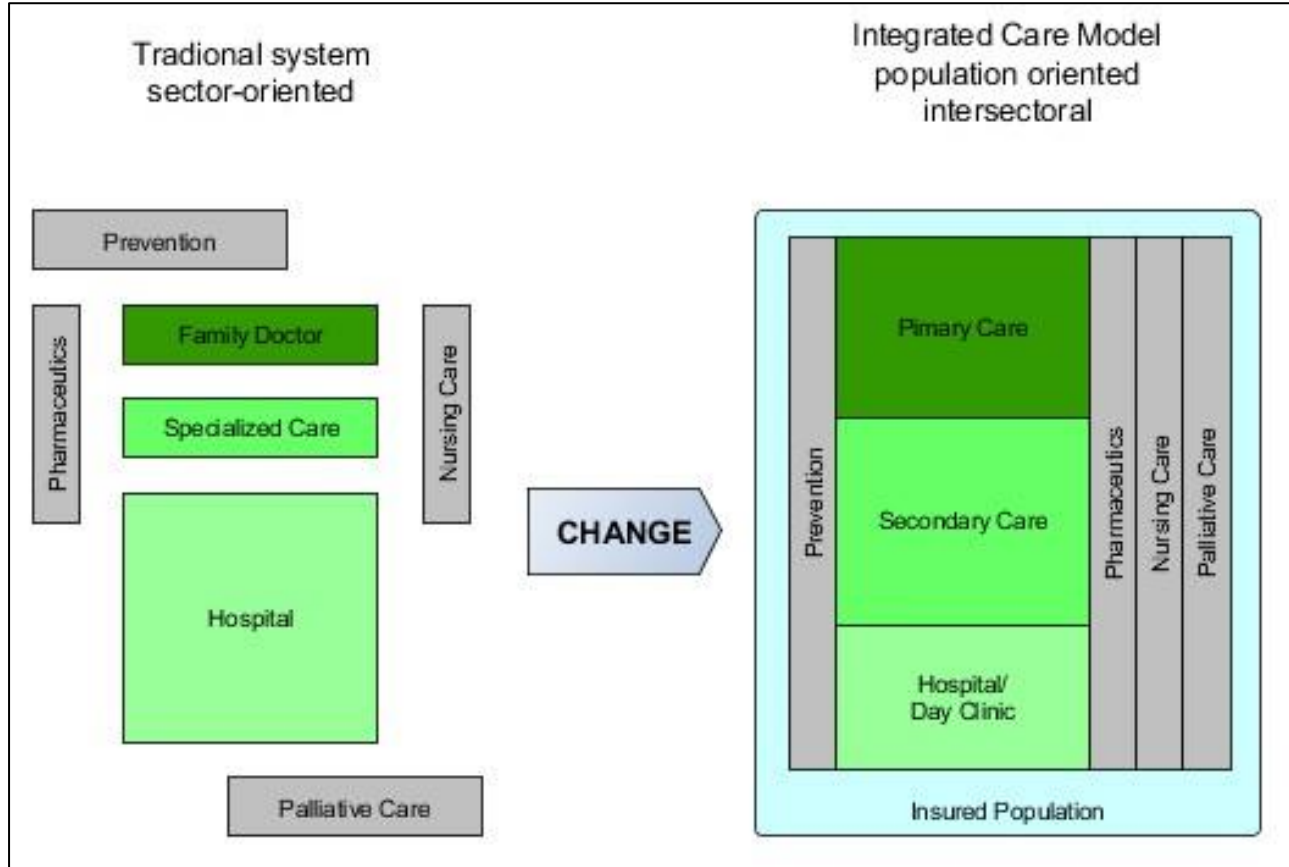 Tradional system
sector-oriented
Prevention
Pharmaceutics
Family Doctor
Specialized Care
Nursing Care
Hospital
Palliative Care
CHANGE
Integrated Care Model
population oriented
intersectoral
Prevention
Pimary Care
Secondary Care
Hospital/
Day Clinic
Pharmaceutics
Nursing Care
Palliative Care
Insured Population